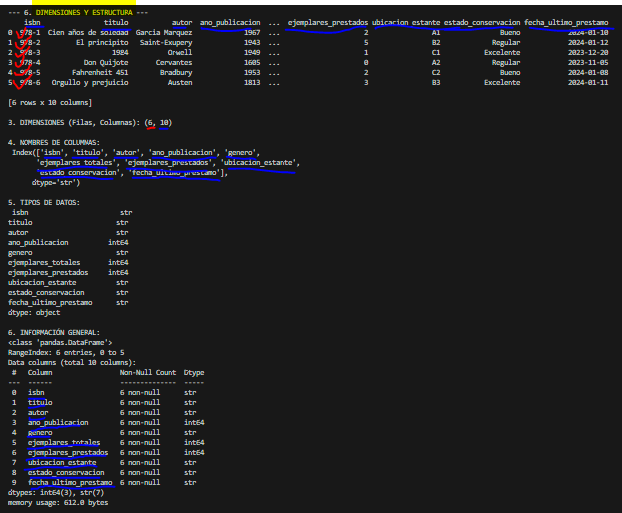 --- 6. DIMENSIONES Y ESTRUCTURA ---
isbn titulo autor ano_publicacion ... ejemplares_prestados ubicacion_estante estado_conservacion fecha_ultimo_prestamo
0 978-1 Cien años de soledad García Marquez 1967 ... 2 A1 Bueno 2024-01-10
1 978-2 El principito Saint-Exupery 1943 ... 5 B2 Regular 2024-01-12
2 978-3 1984 Orwell 1949 ... 1 C1 Excelente 2023-12-20
3 978-4 Don Quijote Cervantes 1605 ... 0 A2 Regular 2023-11-05
4 978-5 Fahrenheit 451 Bradbury 1953 ... 2 C2 Bueno 2024-01-08
5 978-6 Orgullo y prejuicio Austen 1813 ... 3 B3 Excelente 2024-01-11
[6 rows x 10 columns]
3. DIMENSIONES (Filas, Columnas): (6, 10)
4. NOMBRES DE COLUMNAS:
Index(['isbn', 'titulo', 'autor', 'ano_publicacion', 'genero',
'ejemplares_totales', 'ejemplares_prestados', 'ubicacion_estante',
'estado_conservacion', 'fecha_ultimo_prestamo'],
dtype='str')
5. TIPOS DE DATOS:
isbn str
titulo str
autor str
ano_publicacion int64
genero str
ejemplares_totales int64
ejemplares_prestados int64
ubicacion_estante str
estado_conservacion str
fecha_ultimo_prestamo str
dtype: object
6. INFORMACIÓN GENERAL:
<class 'pandas.DataFrame'>
RangeIndex: 6 entries, 0 to 5
Data columns (total 10 columns):
# Column Non-Null Count Dtype
--- ------ -------------- -----
0 isbn 6 non-null str
1 titulo 6 non-null str
2 autor 6 non-null str
3 ano_publicacion 6 non-null int64
4 genero 6 non-null str
5 ejemplares_totales 6 non-null int64
6 ejemplares_prestados 6 non-null int64
7 ubicacion_estante 6 non-null str
8 estado_conservacion 6 non-null str
9 fecha_ultimo_prestamo 6 non-null str
dtypes: int64(3), str(7)
memory usage: 612.0 bytes